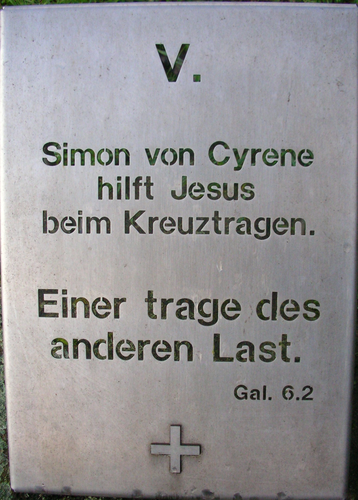 V.
Simon von Cyrene
hilft Jesus
beim Kreuztragen.
Einer trage des
anderen Last.
Gal. 6.2